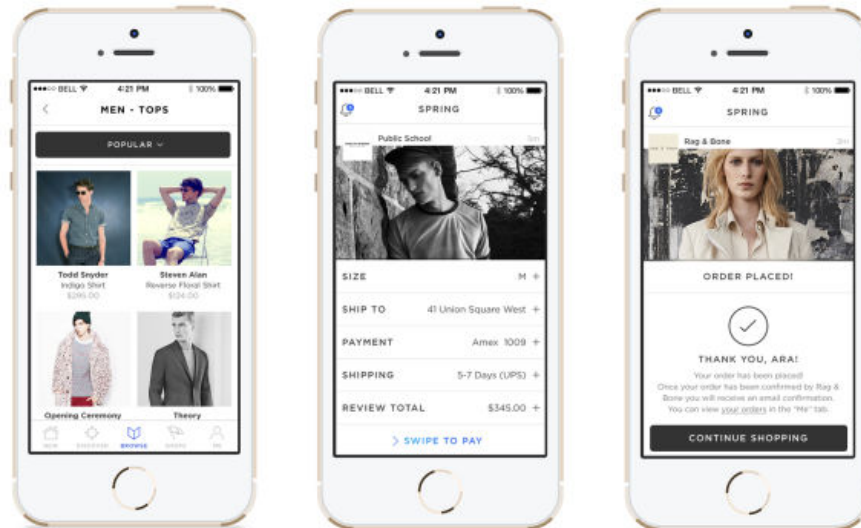 BELL 4:21 PM 100%
MEN - TOPS
POPULAR
Todd Snyder
Indigo Shirt
$295.00
Steven Alan
Reverse Floral Shirt
$124.00
Opening Ceremony
Theory
BROWSE
ME
BELL 4:21 PM 100%
SPRING
Public School
SIZE M +
SHIP TO 41 Union Square West +
PAYMENT Amex 1009 +
SHIPPING 5-7 Days (UPS) +
REVIEW TOTAL $345.00 +
> SWIPE TO PAY
BELL 4:21 PM 100%
SPRING
Rag & Bone
ORDER PLACED!
THANK YOU, ARA!
Your order has been placed!
Once your order has been confirmed by Rag &
Bone you will receive an email confirmation.
You can view your orders in the "Me" tab.
CONTINUE SHOPPING